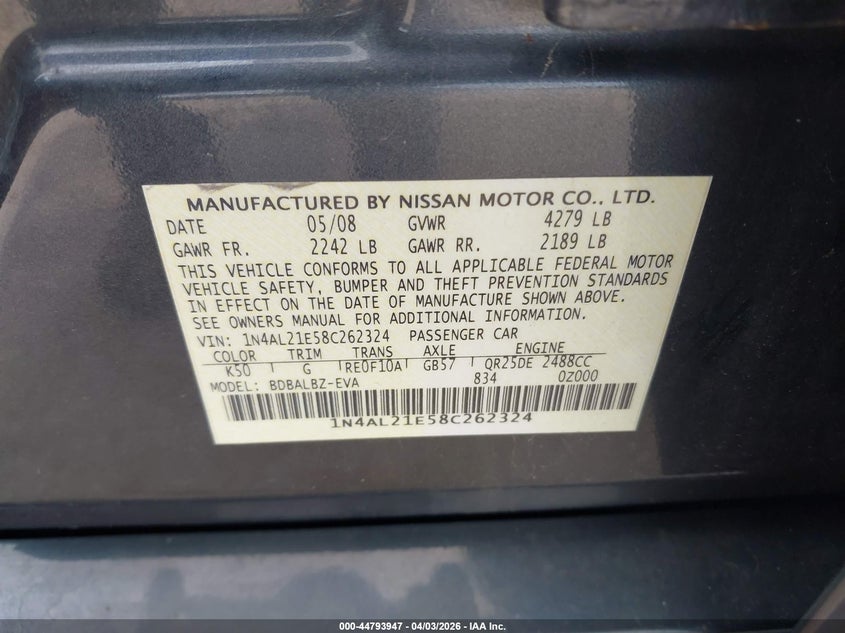 MANUFACTURED BY NISSAN MOTOR CO., LTD.
DATE 05/08 GVWR 4279 LB
GAWR FR. 2242 LB GAWR RR. 2189 LB
THIS VEHICLE CONFORMS TO ALL APPLICABLE FEDERAL MOTOR
VEHICLE SAFETY, BUMPER AND THEFT PREVENTION STANDARDS
IN EFFECT ON THE DATE OF MANUFACTURE SHOWN ABOVE.
SEE OWNERS MANUAL FOR ADDITIONAL INFORMATION.
VIN: 1N4AL21E58C262324 PASSENGER CAR
COLOR TRIM TRANS AXLE ENGINE
K50 G RE0F10A GB57 QR25DE 2488CC
MODEL: BDBALBZ-EVA 834 0Z000
1N4AL21E58C262324
000-44793947 - 04/03/2026 - IAA Inc.